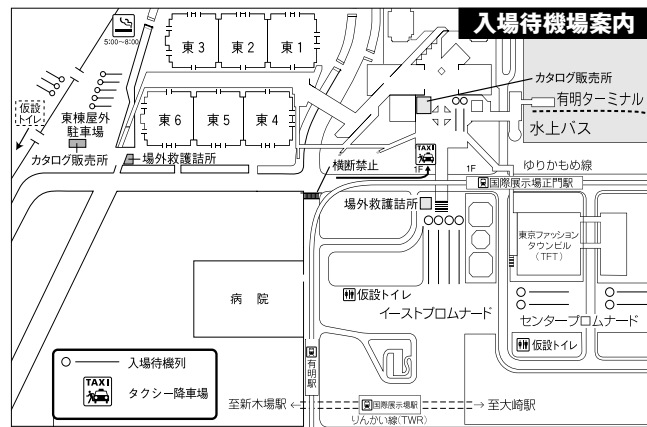 入場待機場案内
5:00〜8:00
東3
東2
東1
カタログ販売所
有明ターミナル
水上バス
仮設
トイレ
東棟屋外
駐車場
カタログ販売所
東6
東5
東4
場外救護詰所
横断禁止
TAXI
1F
1F
ゆりかもめ線
国際展示場正門駅
場外救護詰所
東京ファッション
タウンビル
(TFT)
病院
仮設トイレ
イーストプロムナード
センタープロムナード
仮設トイレ
有明駅
入場待機列
TAXI
タクシー降車場
至新木場駅
国際展示場駅
至大崎駅
りんかい線(TWR)